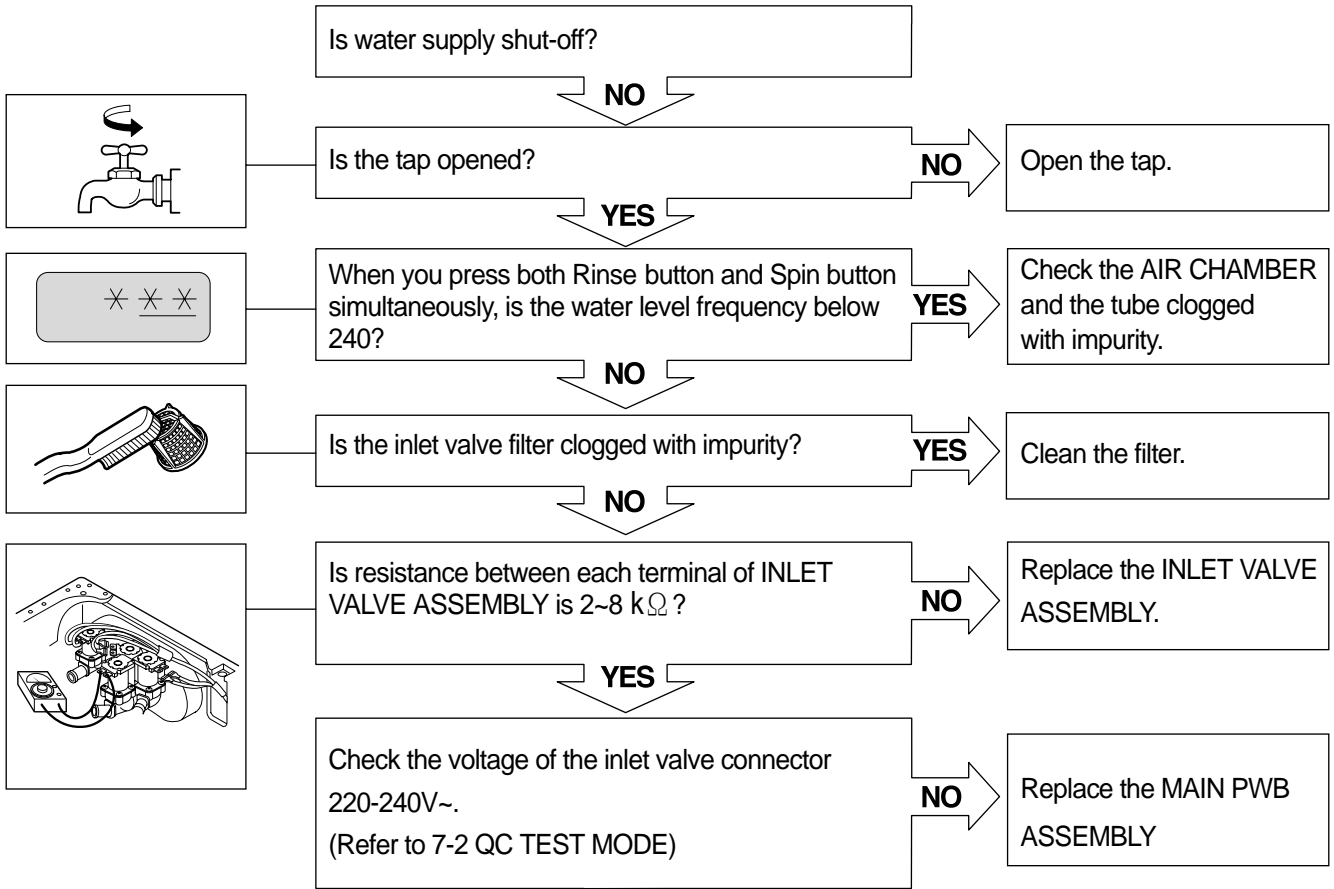 Is water supply shut-off?
NO
Is the tap opened?
NO
Open the tap.
YES
When you press both Rinse button and Spin button
simultaneously, is the water level frequency below
240?
YES
Check the AIR CHAMBER
and the tube clogged
with impurity.
NO
Is the inlet valve filter clogged with impurity?
YES
Clean the filter.
NO
Is resistance between each terminal of INLET
VALVE ASSEMBLY is 2~8 kΩ ?
NO
Replace the INLET VALVE
ASSEMBLY.
YES
Check the voltage of the inlet valve connector
220-240V~.
(Refer to 7-2 QC TEST MODE)
NO
Replace the MAIN PWB
ASSEMBLY